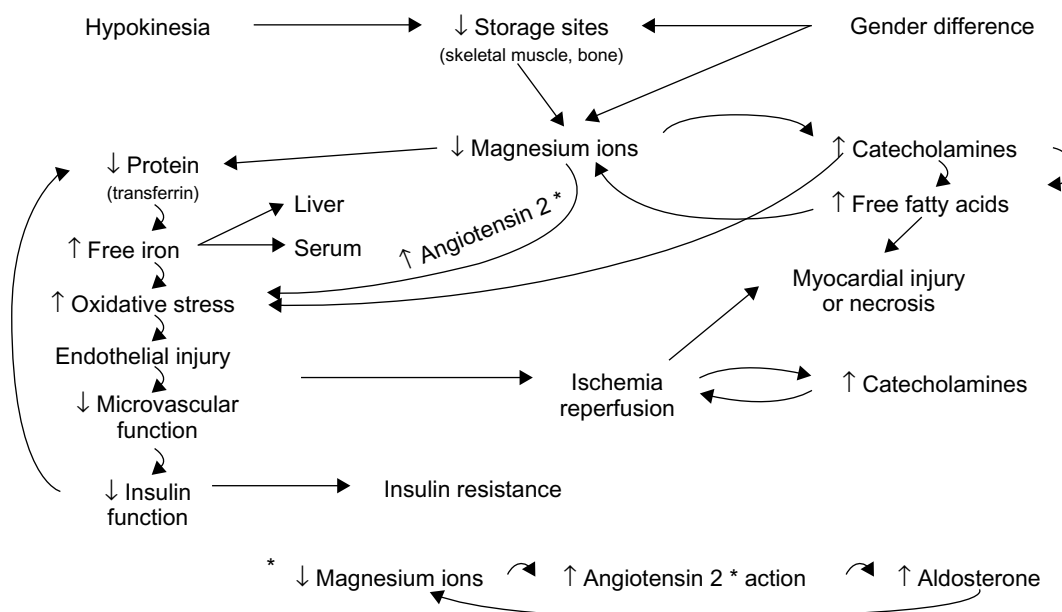 Hypokinesia
↓ Storage sites
(skeletal muscle, bone)
Gender difference
↓ Magnesium ions
↑ Catecholamines
↓ Protein
(transferrin)
↑ Free fatty acids
Liver
↑ Angiotensin 2 *
↑ Free iron
Serum
Myocardial injury
or necrosis
↑ Oxidative stress
Endothelial injury
Ischemia
reperfusion
↑ Catecholamines
↓ Microvascular
function
↓ Insulin
function
Insulin resistance
* ↓ Magnesium ions
↑ Angiotensin 2 * action
↑ Aldosterone